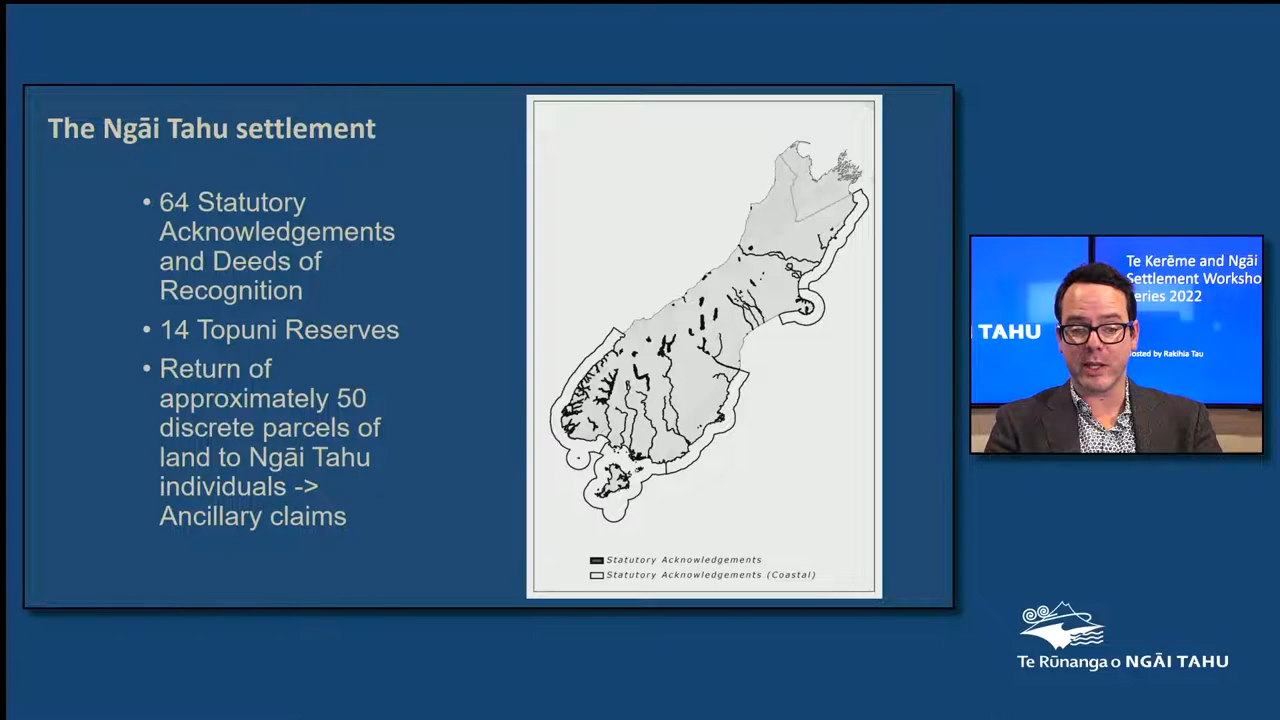 The Ngāi Tahu settlement
• 64 Statutory
Acknowledgements
and Deeds of
Recognition
• 14 Topuni Reserves
• Return of
approximately 50
discrete parcels of
land to Ngāi Tahu
individuals ->
Ancillary claims
Statutory Acknowledgements
Statutory Acknowledgements (Coastal)
Te Kerēme and Ngāi
Settlement Worksho
eries 2022
TAHU
osted by Rakihia Tau
Te Rūnanga o NGĀI TAHU